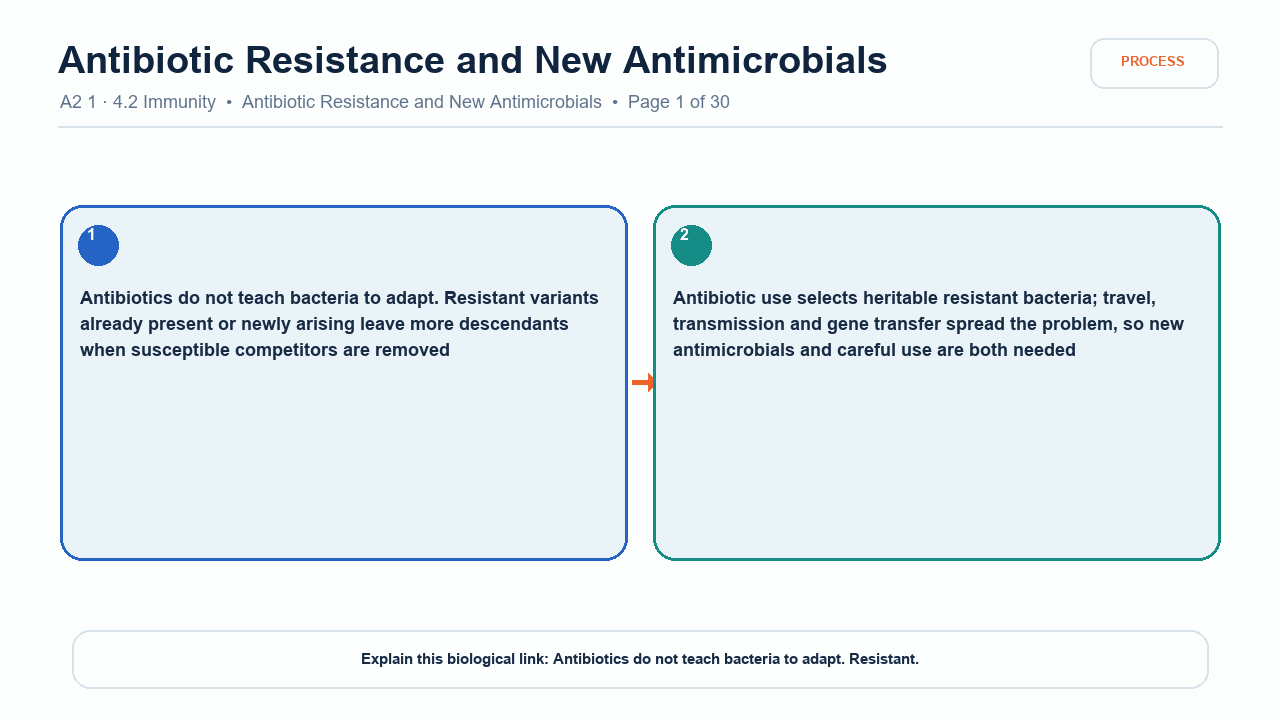 Antibiotic Resistance and New Antimicrobials
PROCESS
A2 1 · 4.2 Immunity • Antibiotic Resistance and New Antimicrobials • Page 1 of 30
1
Antibiotics do not teach bacteria to adapt. Resistant variants
already present or newly arising leave more descendants
when susceptible competitors are removed
2
Antibiotic use selects heritable resistant bacteria; travel,
transmission and gene transfer spread the problem, so new
antimicrobials and careful use are both needed
Explain this biological link: Antibiotics do not teach bacteria to adapt. Resistant.